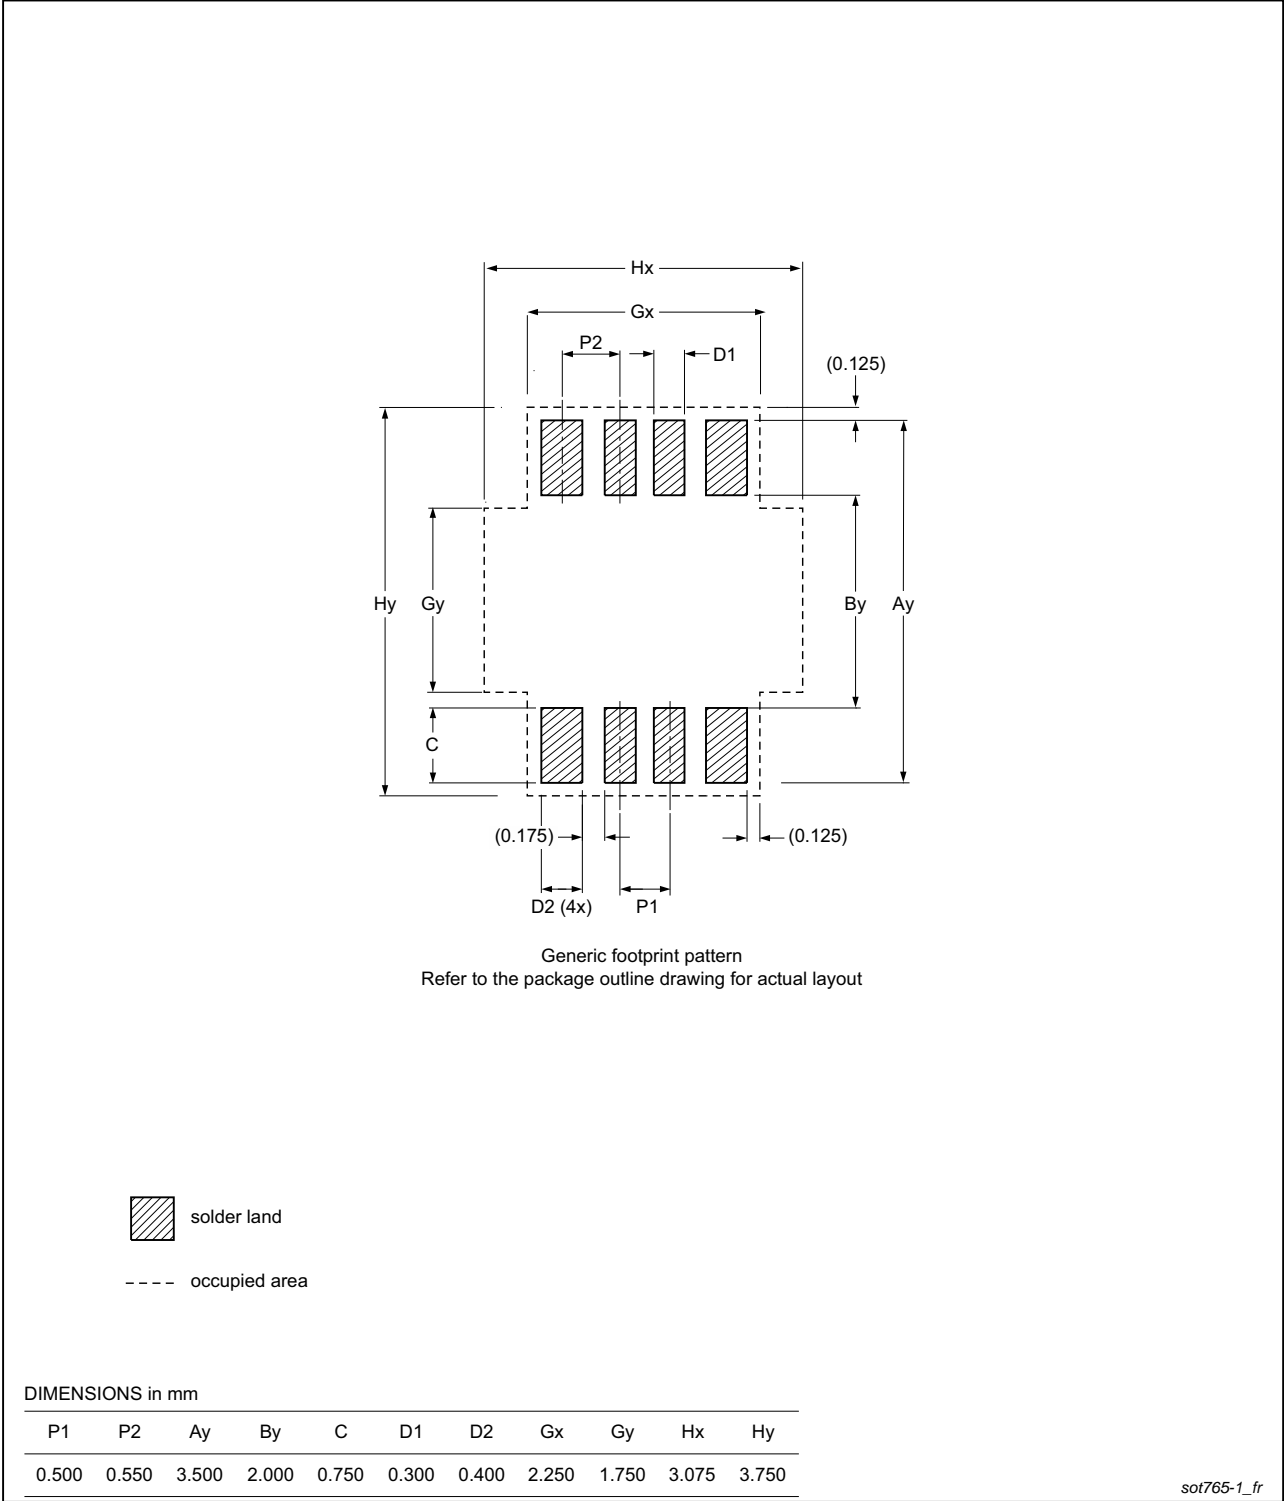 Hx
Gx
P2
D1
(0.125)
Hy
Gy
By
Ay
C
(0.175)
(0.125)
D2 (4x)
P1
Generic footprint pattern
Refer to the package outline drawing for actual layout
solder land
occupied area
DIMENSIONS in mm
P1 P2 Ay By C D1 D2 Gx Gy Hx Hy
0.500 0.550 3.500 2.000 0.750 0.300 0.400 2.250 1.750 3.075 3.750
sot765-1_fr